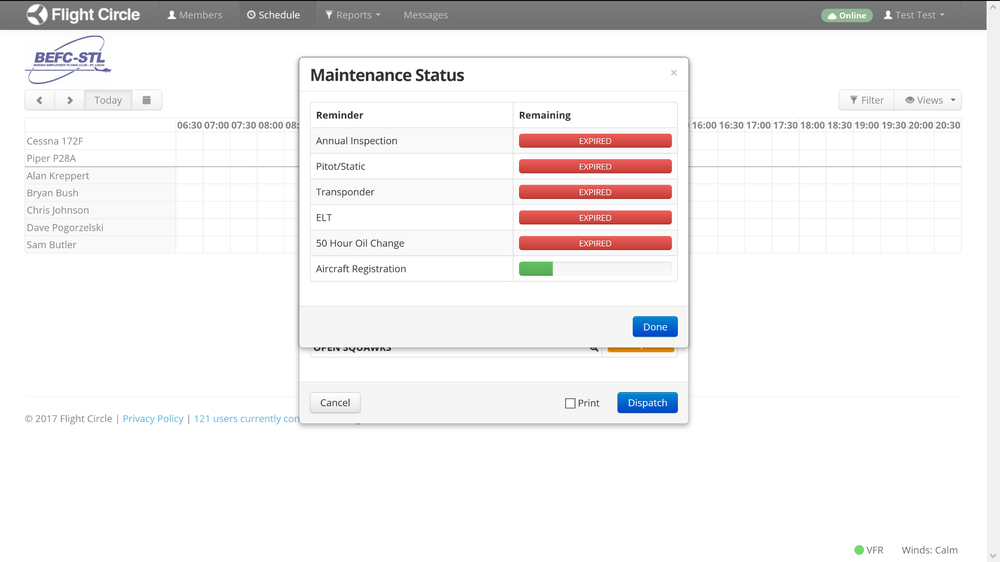 Flight Circle
Members
Schedule
Reports
Messages
Online
Test Test
BEFC-STL
BOEING EMPLOYEES' FLYING CLUB - ST. LOUIS
Today
Filter
Views
06:30 07:00 07:30 08:00 08:
16:00 16:30 17:00 17:30 18:00 18:30 19:00 19:30 20:00 20:30
Cessna 172F
Piper P28A
Alan Kreppert
Bryan Bush
Chris Johnson
Dave Pogorzelski
Sam Butler
Maintenance Status
×
Reminder Remaining
Annual Inspection EXPIRED
Pitot/Static EXPIRED
Transponder EXPIRED
ELT EXPIRED
50 Hour Oil Change EXPIRED
Aircraft Registration
Done
OPEN SQUAWKS
Cancel
Print
Dispatch
© 2017 Flight Circle | Privacy Policy | 121 users currently con
VFR
Winds: Calm